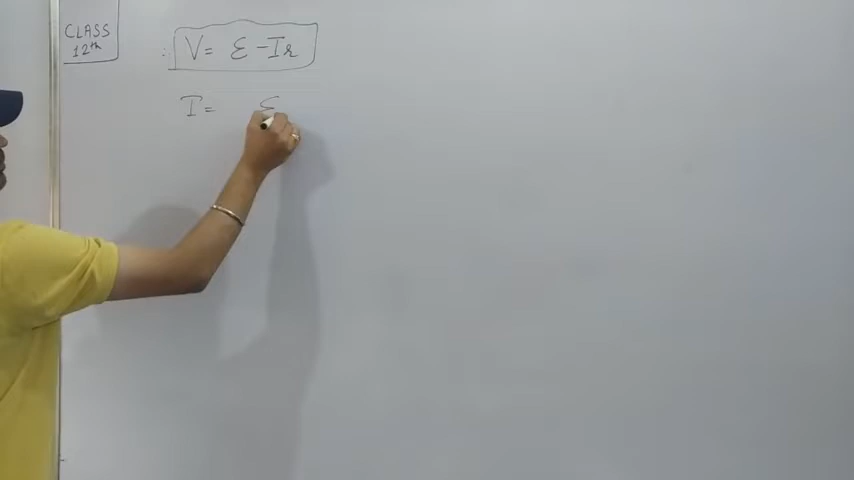 CLASS
12th
∴ V = ε - Ir
I = ε